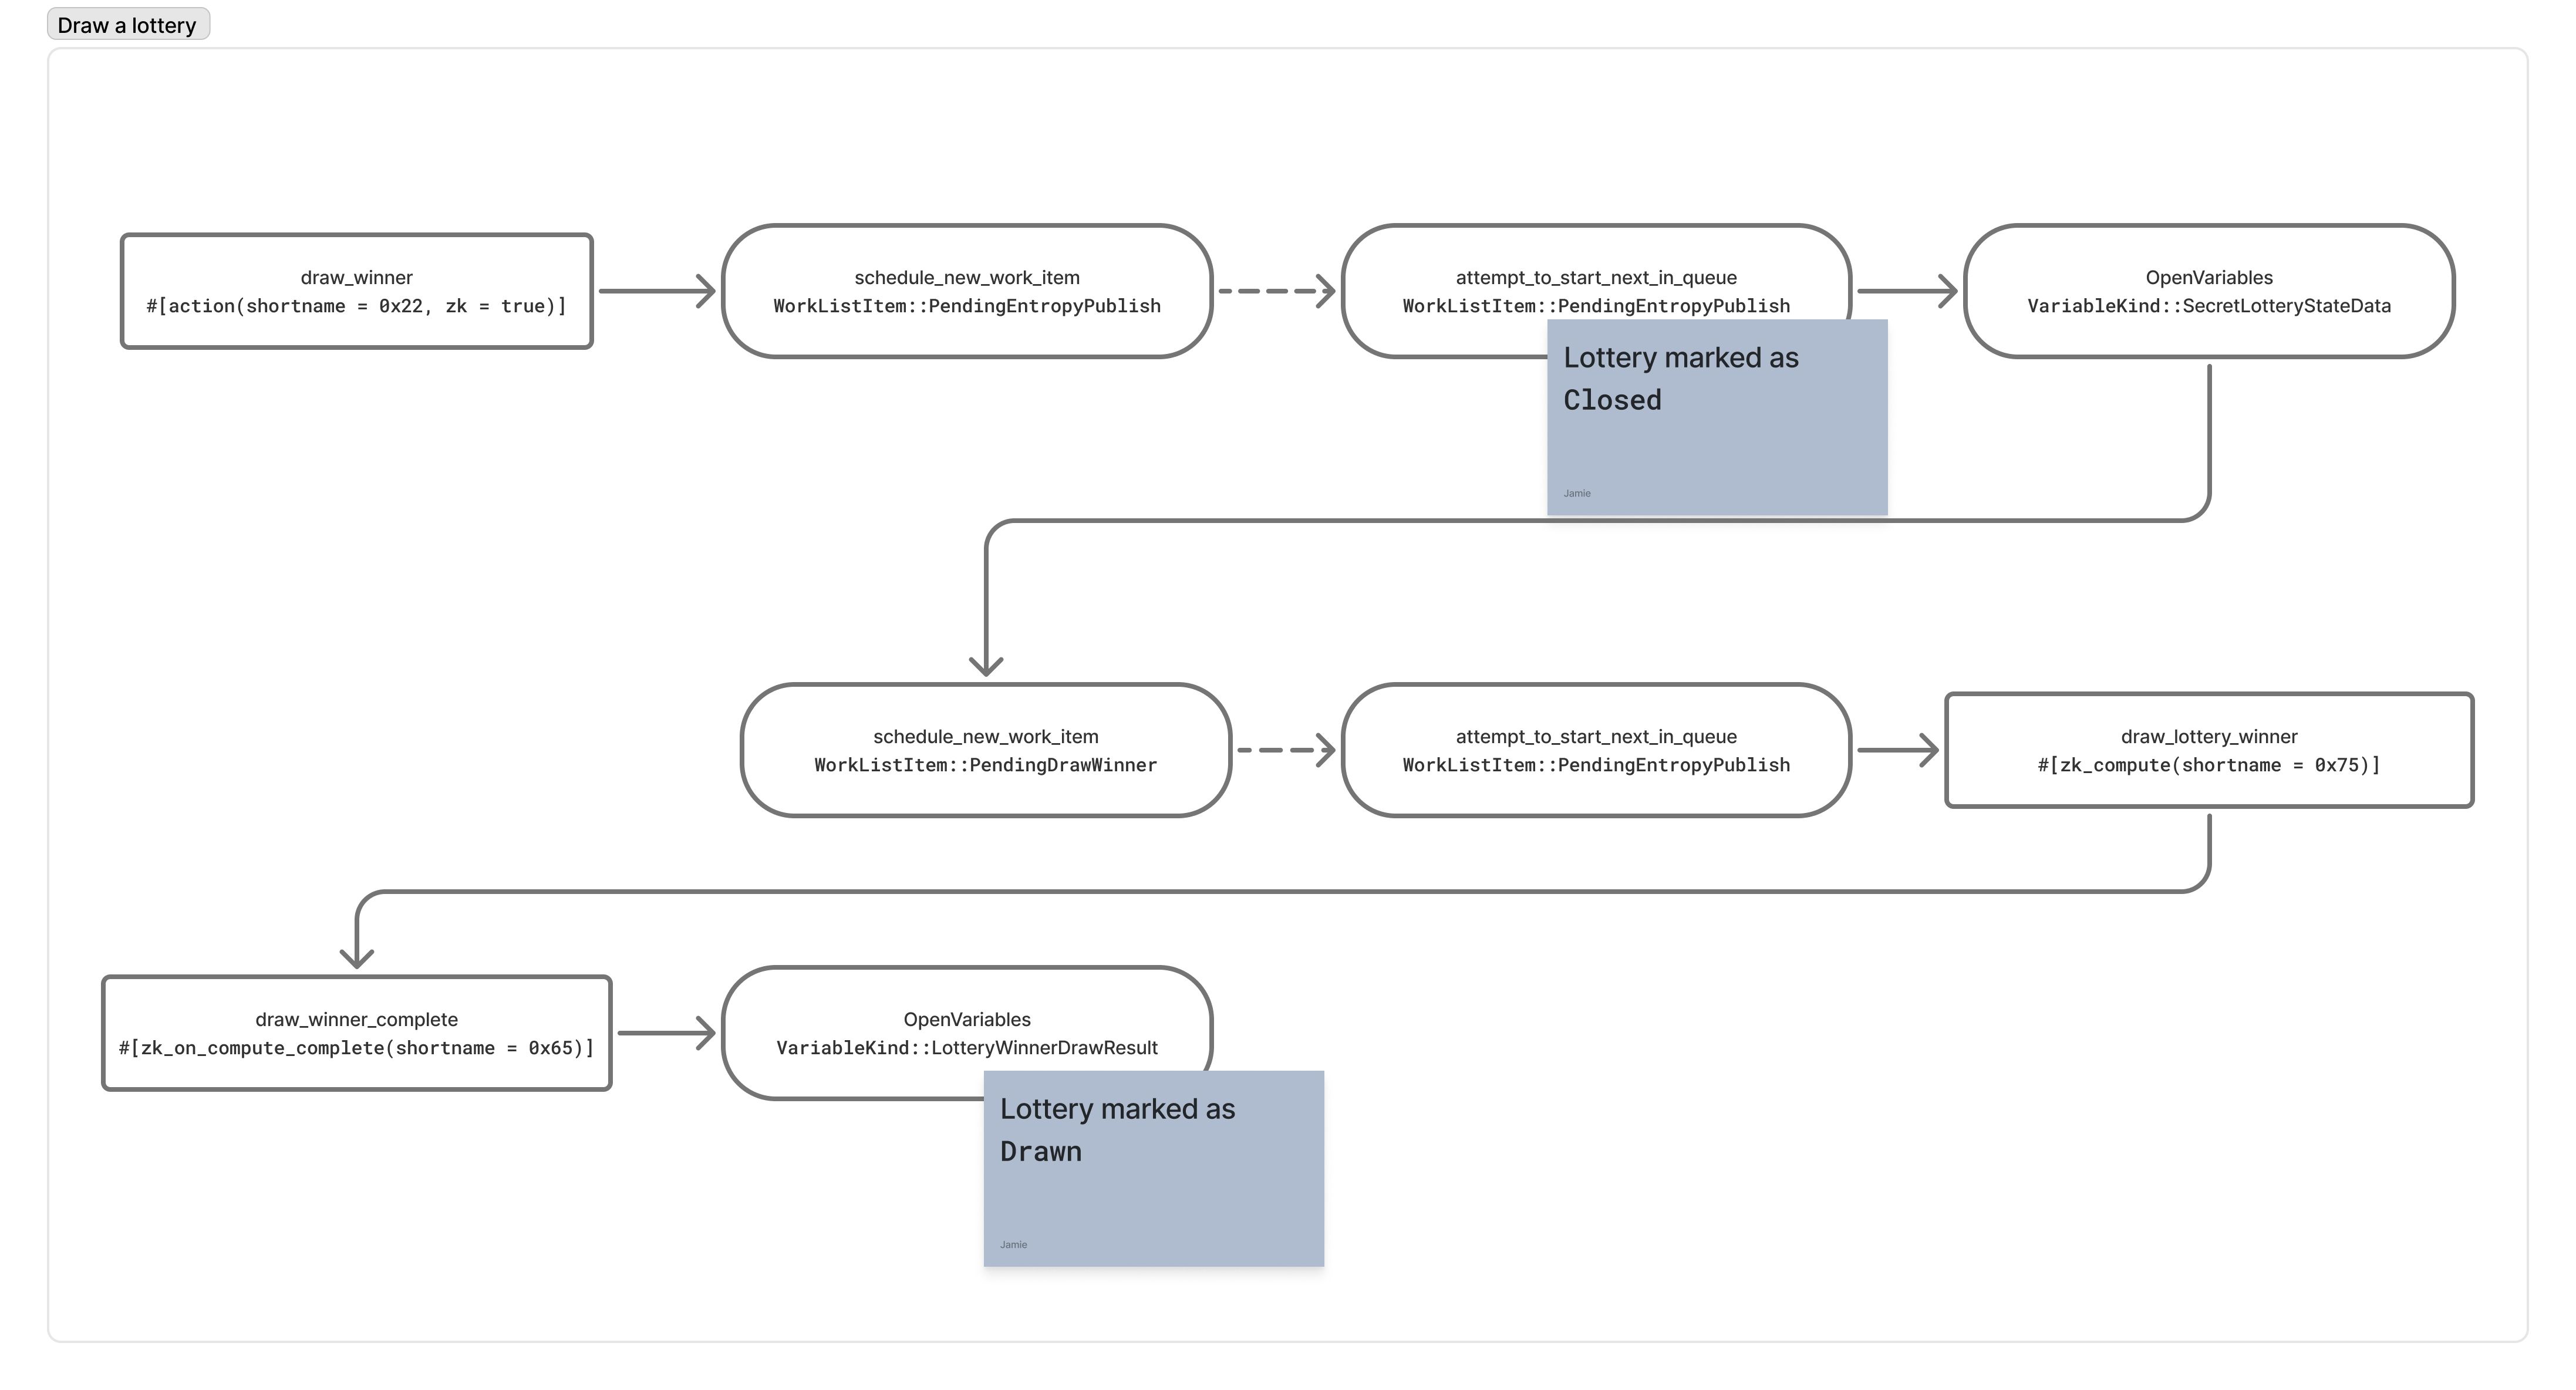 Draw a lottery
draw_winner
#[action(shortname = 0x22, zk = true)]
schedule_new_work_item
WorkListItem::PendingEntropyPublish
attempt_to_start_next_in_queue
WorkListItem::PendingEntropyPublish
OpenVariables
VariableKind::SecretLotteryStateData
Lottery marked as
Closed
Jamie
schedule_new_work_item
WorkListItem::PendingDrawWinner
attempt_to_start_next_in_queue
WorkListItem::PendingEntropyPublish
draw_lottery_winner
#[zk_compute(shortname = 0x75)]
draw_winner_complete
#[zk_on_compute_complete(shortname = 0x65)]
OpenVariables
VariableKind::LotteryWinnerDrawResult
Lottery marked as
Drawn
Jamie